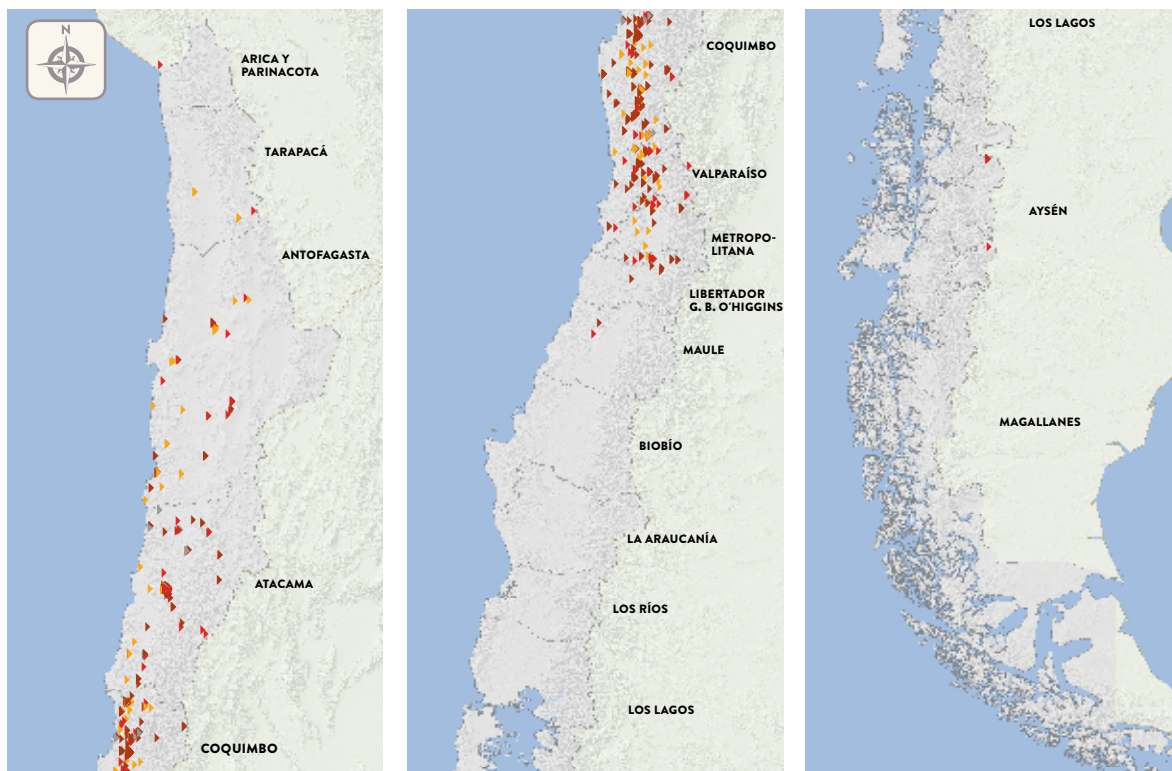 N
ARICA Y
PARINACOTA
TARAPACÁ
ANTOFAGASTA
ATACAMA
COQUIMBO
COQUIMBO
VALPARAÍSO
METROPO-
LITANA
LIBERTADOR
G. B. O'HIGGINS
MAULE
BIOBÍO
LA ARAUCANÍA
LOS RÍOS
LOS LAGOS
LOS LAGOS
AYSÉN
MAGALLANES